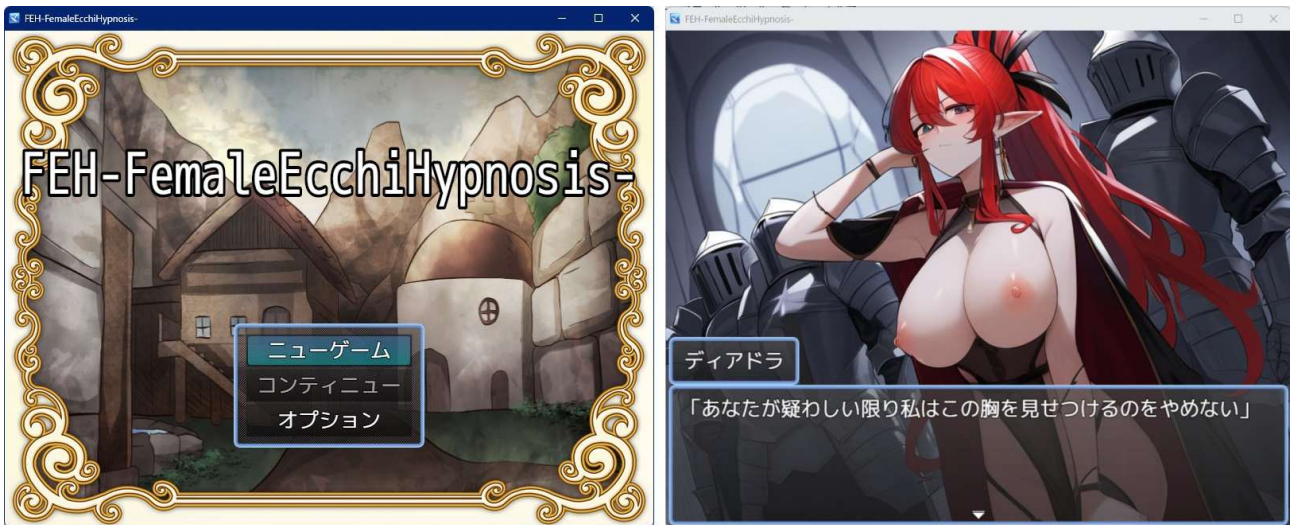 FEH-FemaleEcchiHypnosis-
FEH-FemaleEcchiHypnosis-
ニューゲーム
コンティニュー
オプション
FEH-FemaleEcchiHypnosis-
ディアドラ
「あなたが疑わしい限り私はこの胸を見せつけるのをやめない」